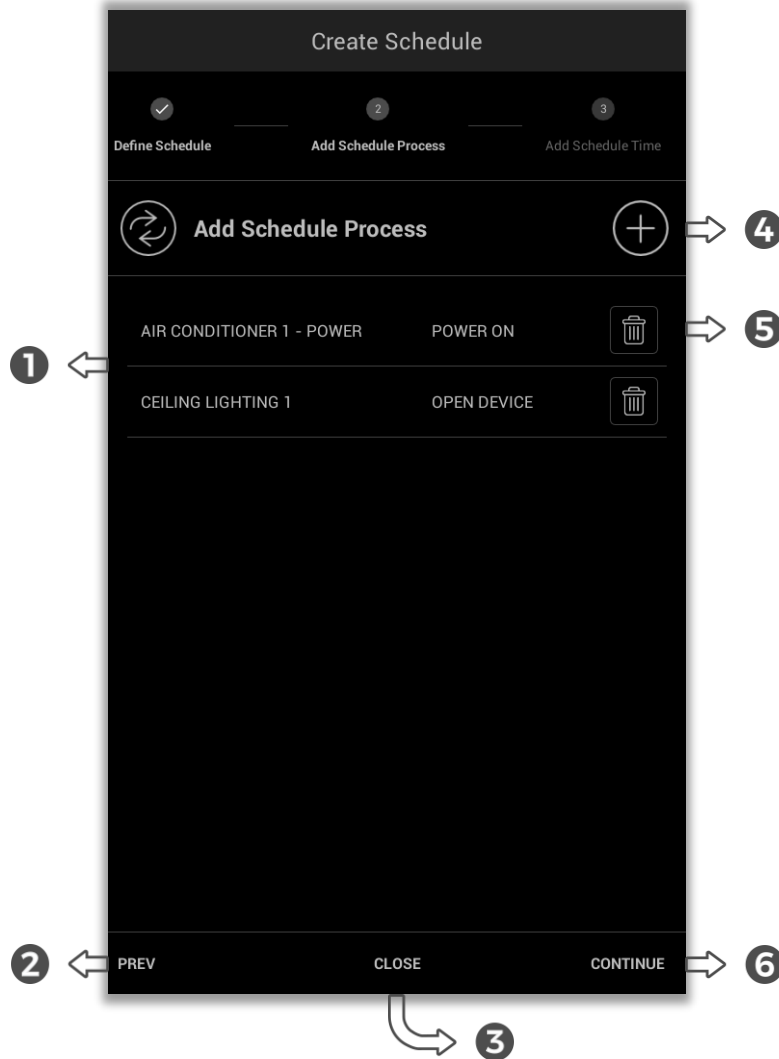 Create Schedule
2 3
Define Schedule Add Schedule Process Add Schedule Time
Add Schedule Process
4
AIR CONDITIONER 1 - POWER POWER ON
5
1
CEILING LIGHTING 1 OPEN DEVICE
2 PREV CLOSE CONTINUE 6
3